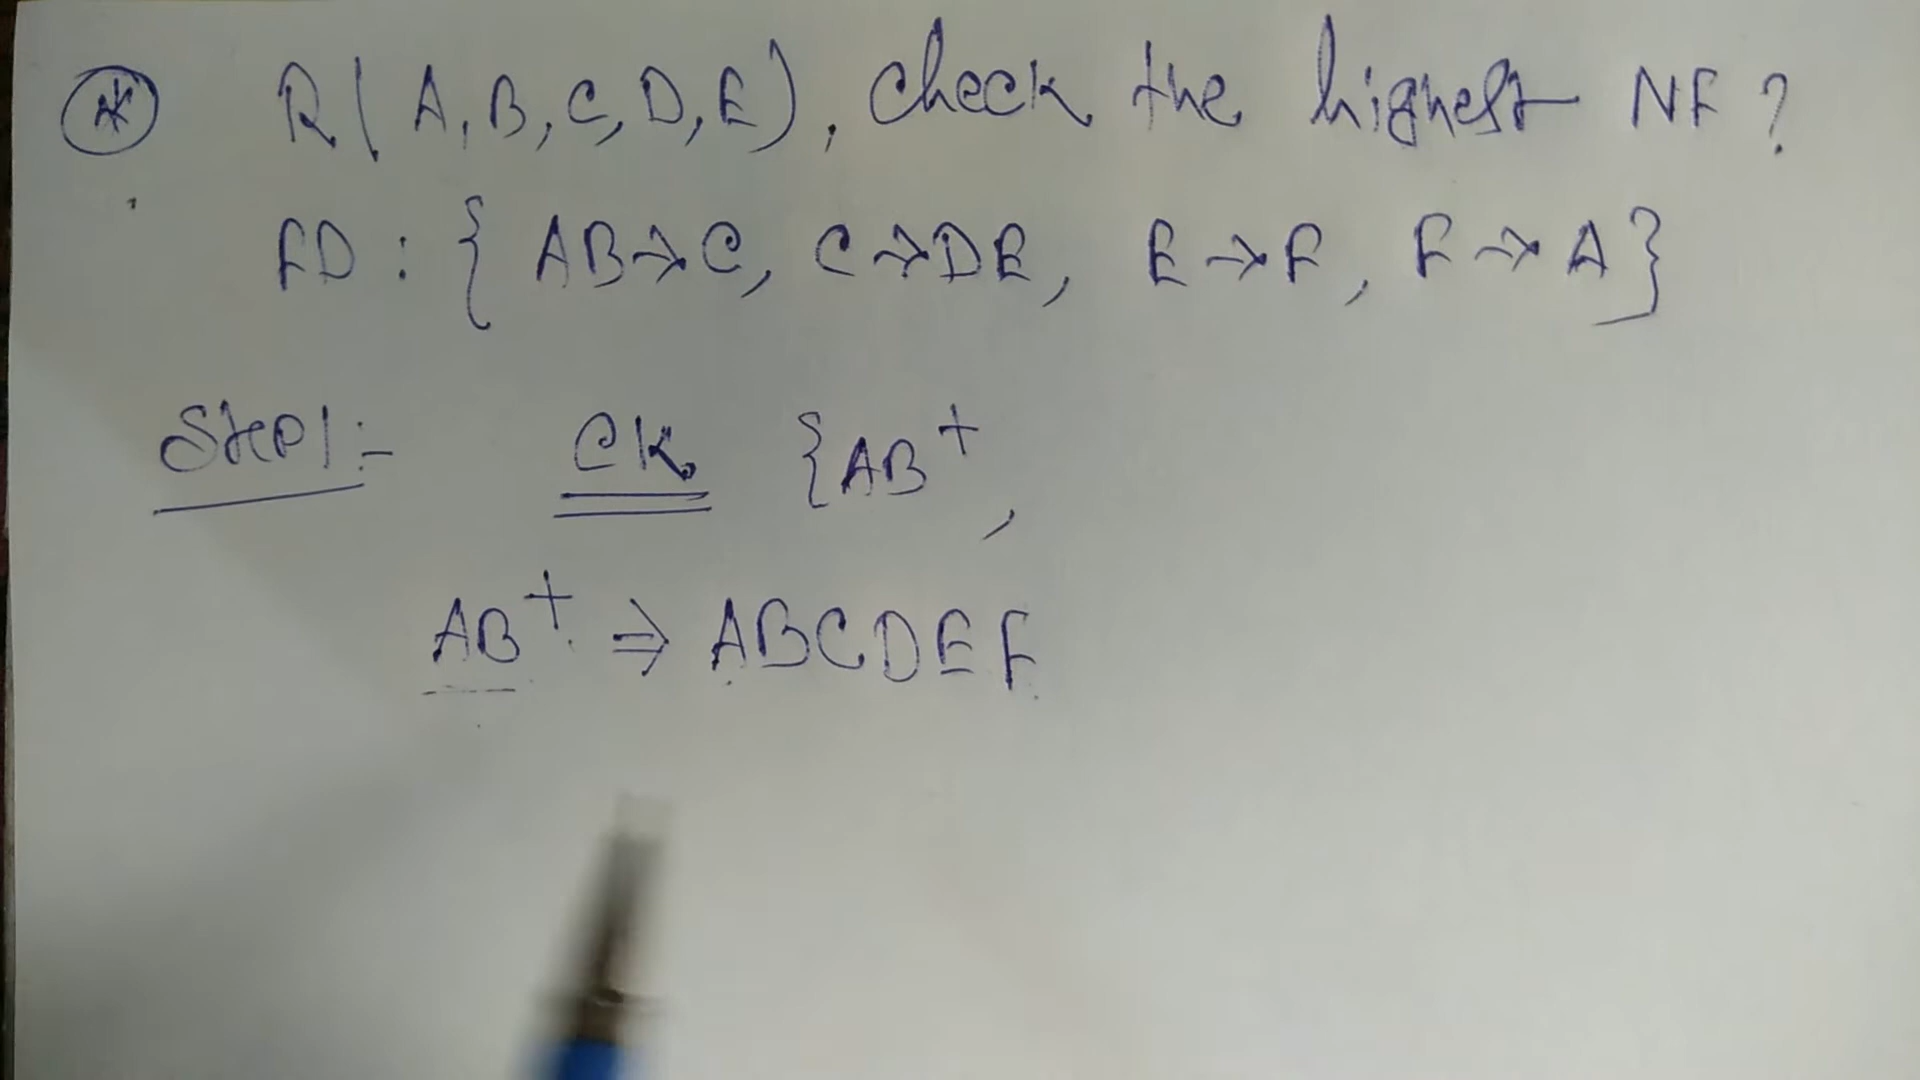 * R(A,B,C,D,E), check the highest NF?
FD : { AB→C, C→DE, E→F, F→A}
Step1:- CK {AB+,
AB+ ⇒ ABCDEF